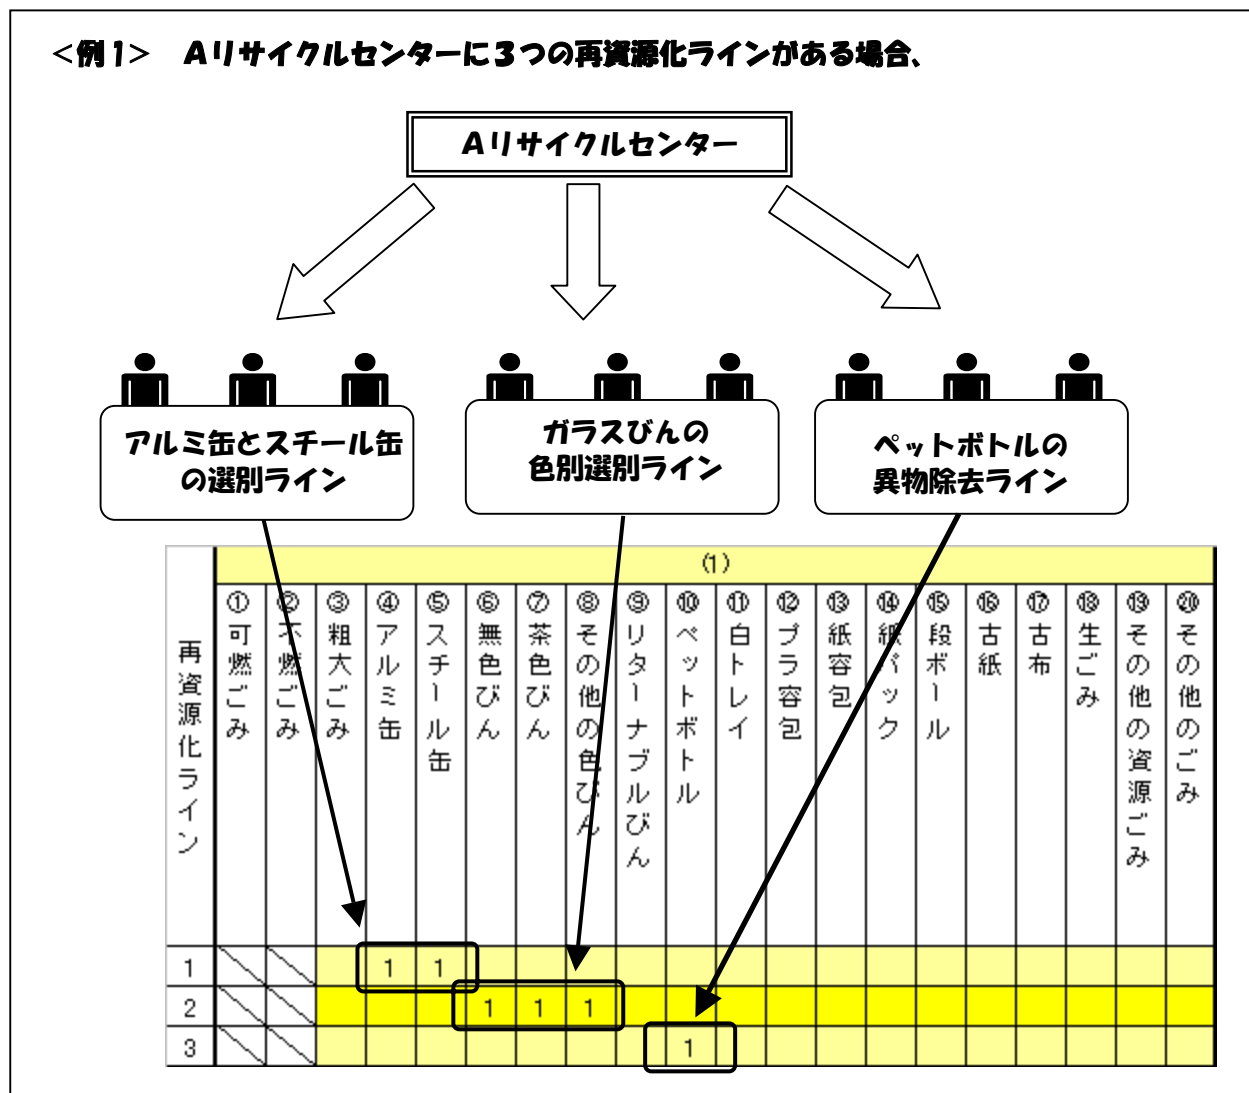 ＜例１＞　Ａリサイクルセンターに３つの再資源化ラインがある場合、
Ａリサイクルセンター
アルミ缶とスチール缶
の選別ライン
ガラスびんの
色別選別ライン
ペットボトルの
異物除去ライン
再資源化ライン
(1)
①可燃ごみ
②不燃ごみ
③粗大ごみ
④アルミ缶
⑤スチール缶
⑥無色びん
⑦茶色びん
⑧その他の色びん
⑨リターナブルびん
⑩ペットボトル
⑪白トレイ
⑫プラ容包
⑬紙容包
⑭紙パック
⑮段ボール
⑯古紙
⑰古布
⑱生ごみ
⑲その他の資源ごみ
⑳その他のごみ
1 1 1
2 1 1 1
3 1